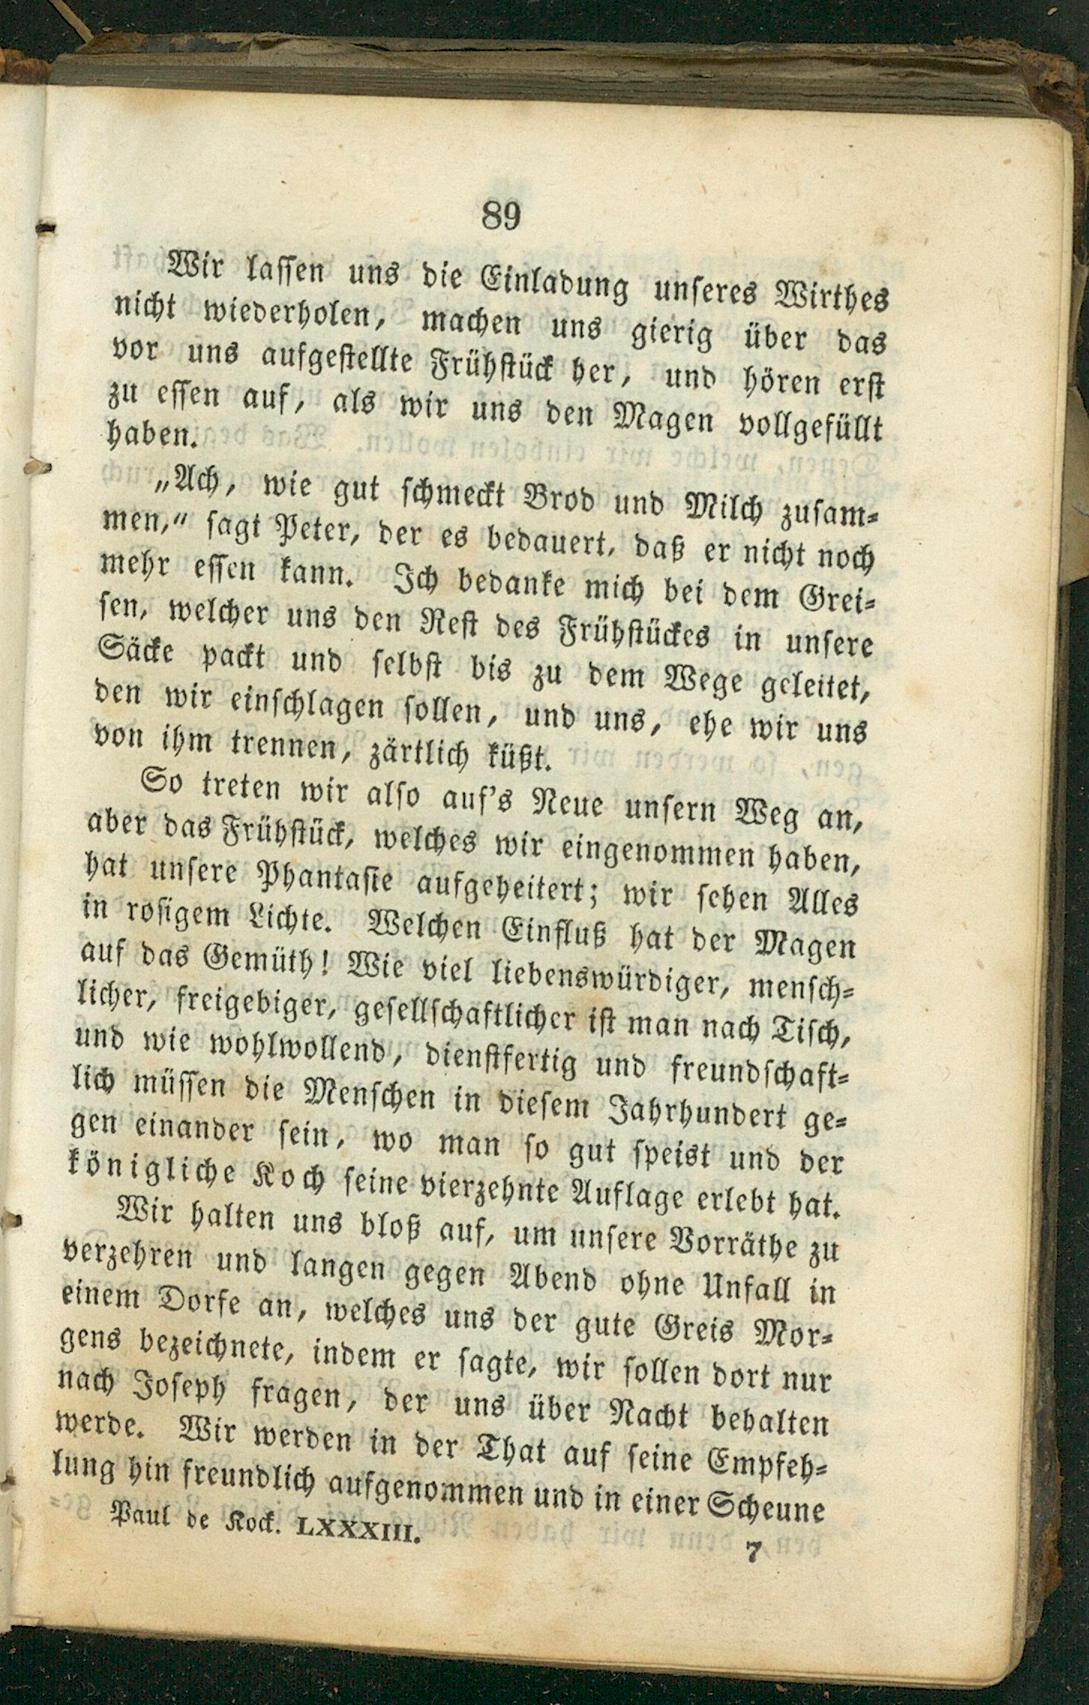 89
Wir lassen uns die Einladung unseres Wirthes
nicht wiederholen, machen uns gierig über das
vor uns aufgestellte Frühstück her, und hören erst
zu essen auf, als wir uns den Magen vollgefüllt
haben.
„Ach, wie gut schmeckt Brod und Milch zusam=
men,“ sagt Peter, der es bedauert, daß er nicht noch
mehr essen kann. Ich bedanke mich bei dem Grei=
sen, welcher uns den Rest des Frühstückes in unsere
Säcke packt und selbst bis zu dem Wege geleitet,
den wir einschlagen sollen, und uns, ehe wir uns
von ihm trennen, zärtlich küßt.
So treten wir also auf's Neue unsern Weg an,
aber das Frühstück, welches wir eingenommen haben,
hat unsere Phantasie aufgeheitert; wir sehen Alles
in rosigem Lichte. Welchen Einfluß hat der Magen
auf das Gemüth! Wie viel liebenswürdiger, mensch=
licher, freigebiger, gesellschaftlicher ist man nach Tisch,
und wie wohlwollend, dienstfertig und freundschaft=
lich müssen die Menschen in diesem Jahrhundert ge=
gen einander sein, wo man so gut speist und der
königliche Koch seine vierzehnte Auflage erlebt hat.
Wir halten uns bloß auf, um unsere Vorräthe zu
verzehren und langen gegen Abend ohne Unfall in
einem Dorfe an, welches uns der gute Greis Mor=
gens bezeichnete, indem er sagte, wir sollen dort nur
nach Joseph fragen, der uns über Nacht behalten
werde. Wir werden in der That auf seine Empfeh=
lung hin freundlich aufgenommen und in einer Scheune
Paul de Kock. LXXXIII.
7